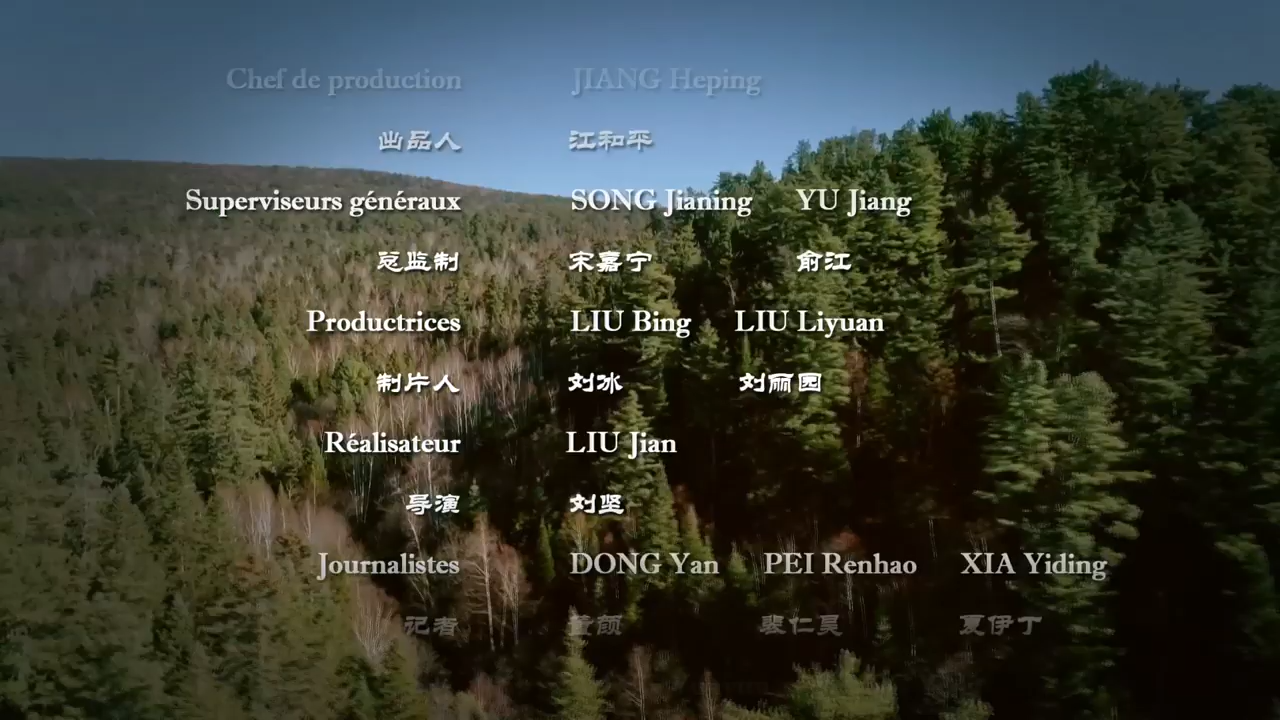 Chef de production JIANG Heping
出品人 江和平
Superviseurs généraux SONG Jianing YU Jiang
总监制 宋嘉宁 俞江
Productrices LIU Bing LIU Liyuan
制片人 刘冰 刘丽园
Réalisateur LIU Jian
导演 刘坚
Journalistes DONG Yan PEI Renhao XIA Yiding
记者 董颜 裴仁昊 夏伊丁